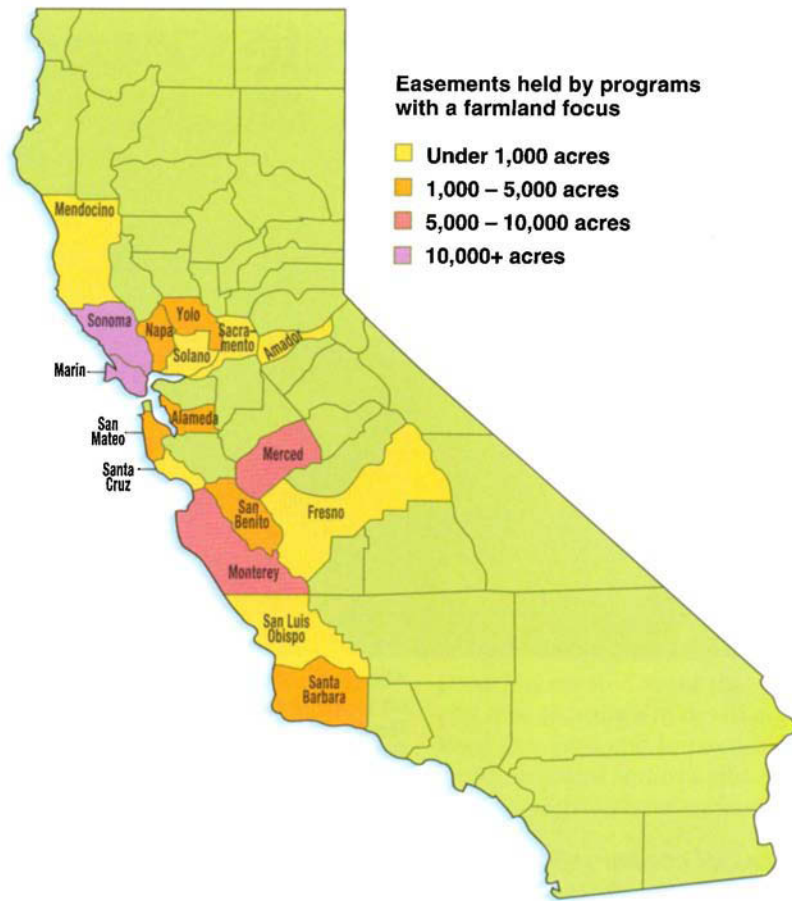 Easements held by programs
with a farmland focus
Under 1,000 acres
1,000 – 5,000 acres
5,000 – 10,000 acres
10,000+ acres
Mendocino
Sonoma
Napa
Yolo
Sacra-
mento
Solano
Amador
Marin
Alameda
San
Mateo
Merced
Santa
Cruz
San
Benito
Fresno
Monterey
San Luis
Obispo
Santa
Barbara